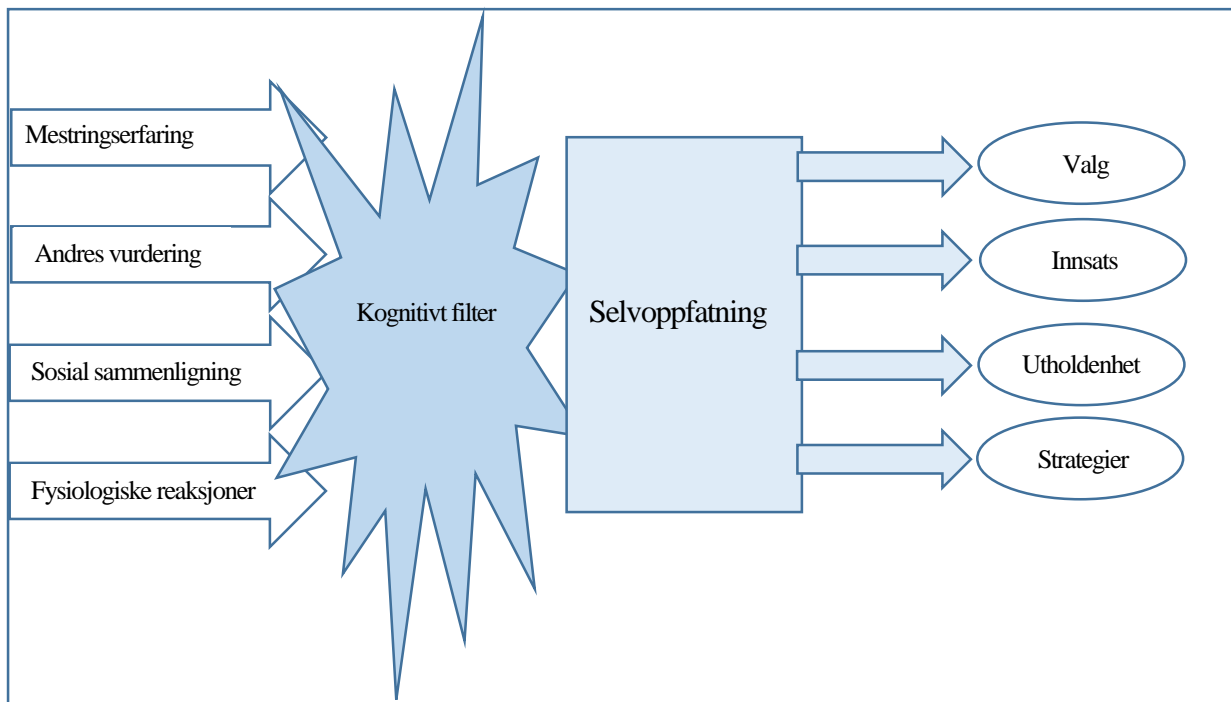 Mestringserfaring
Andres vurdering
Sosial sammenligning
Fysiologiske reaksjoner
Kognitivt filter
Selvoppfatning
Valg
Innsats
Utholdenhet
Strategier